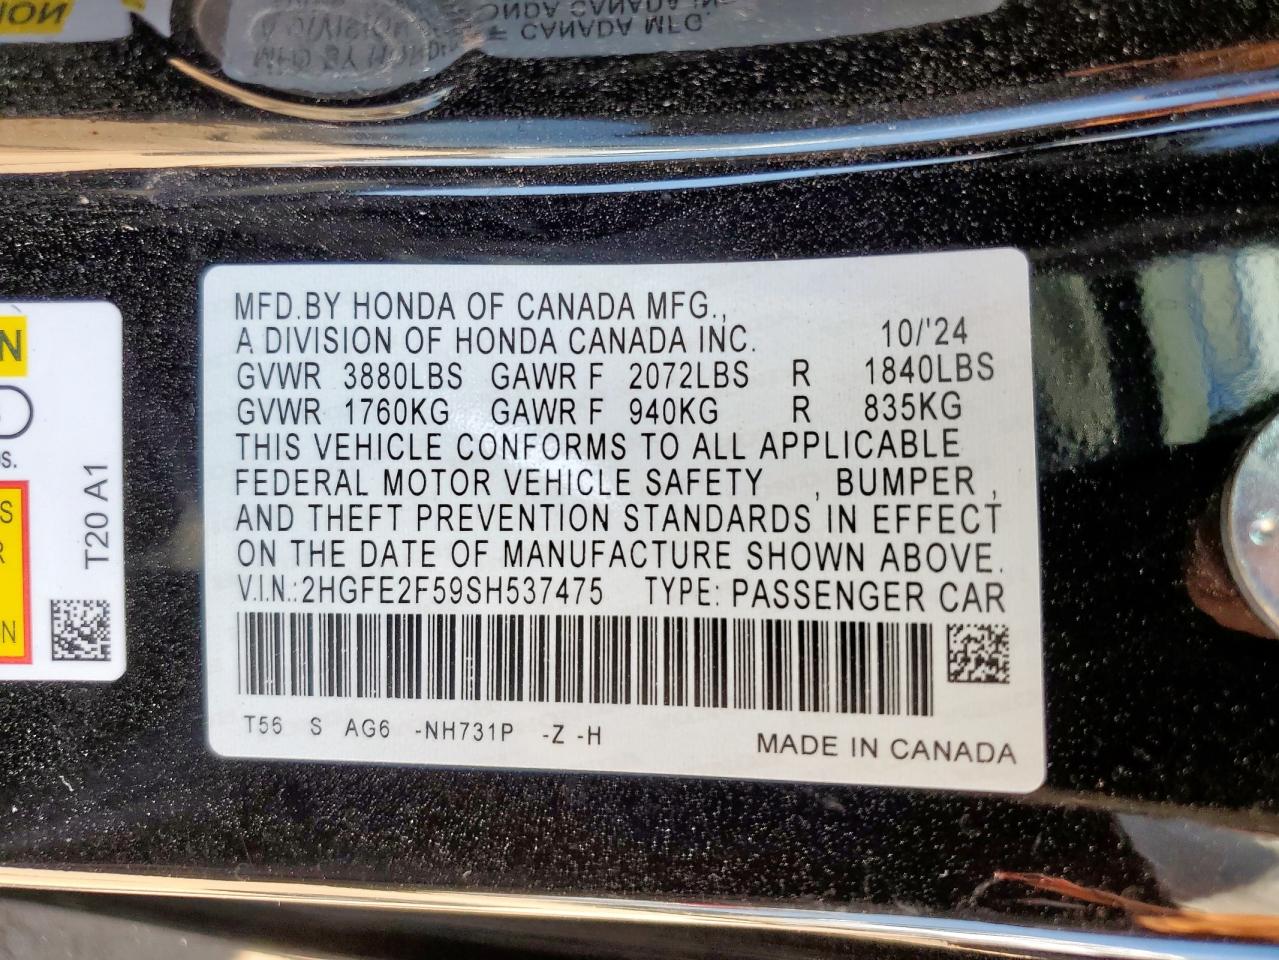 MFD.BY HONDA OF CANADA MFG.,
A DIVISION OF HONDA CANADA INC. 10/'24
GVWR 3880LBS GAWR F 2072LBS R 1840LBS
GVWR 1760KG GAWR F 940KG R 835KG
THIS VEHICLE CONFORMS TO ALL APPLICABLE
FEDERAL MOTOR VEHICLE SAFETY , BUMPER ,
AND THEFT PREVENTION STANDARDS IN EFFECT
ON THE DATE OF MANUFACTURE SHOWN ABOVE.
V.I.N.:2HGFE2F59SH537475 TYPE: PASSENGER CAR
T56 S AG6 -NH731P -Z -H
MADE IN CANADA
T20 A1